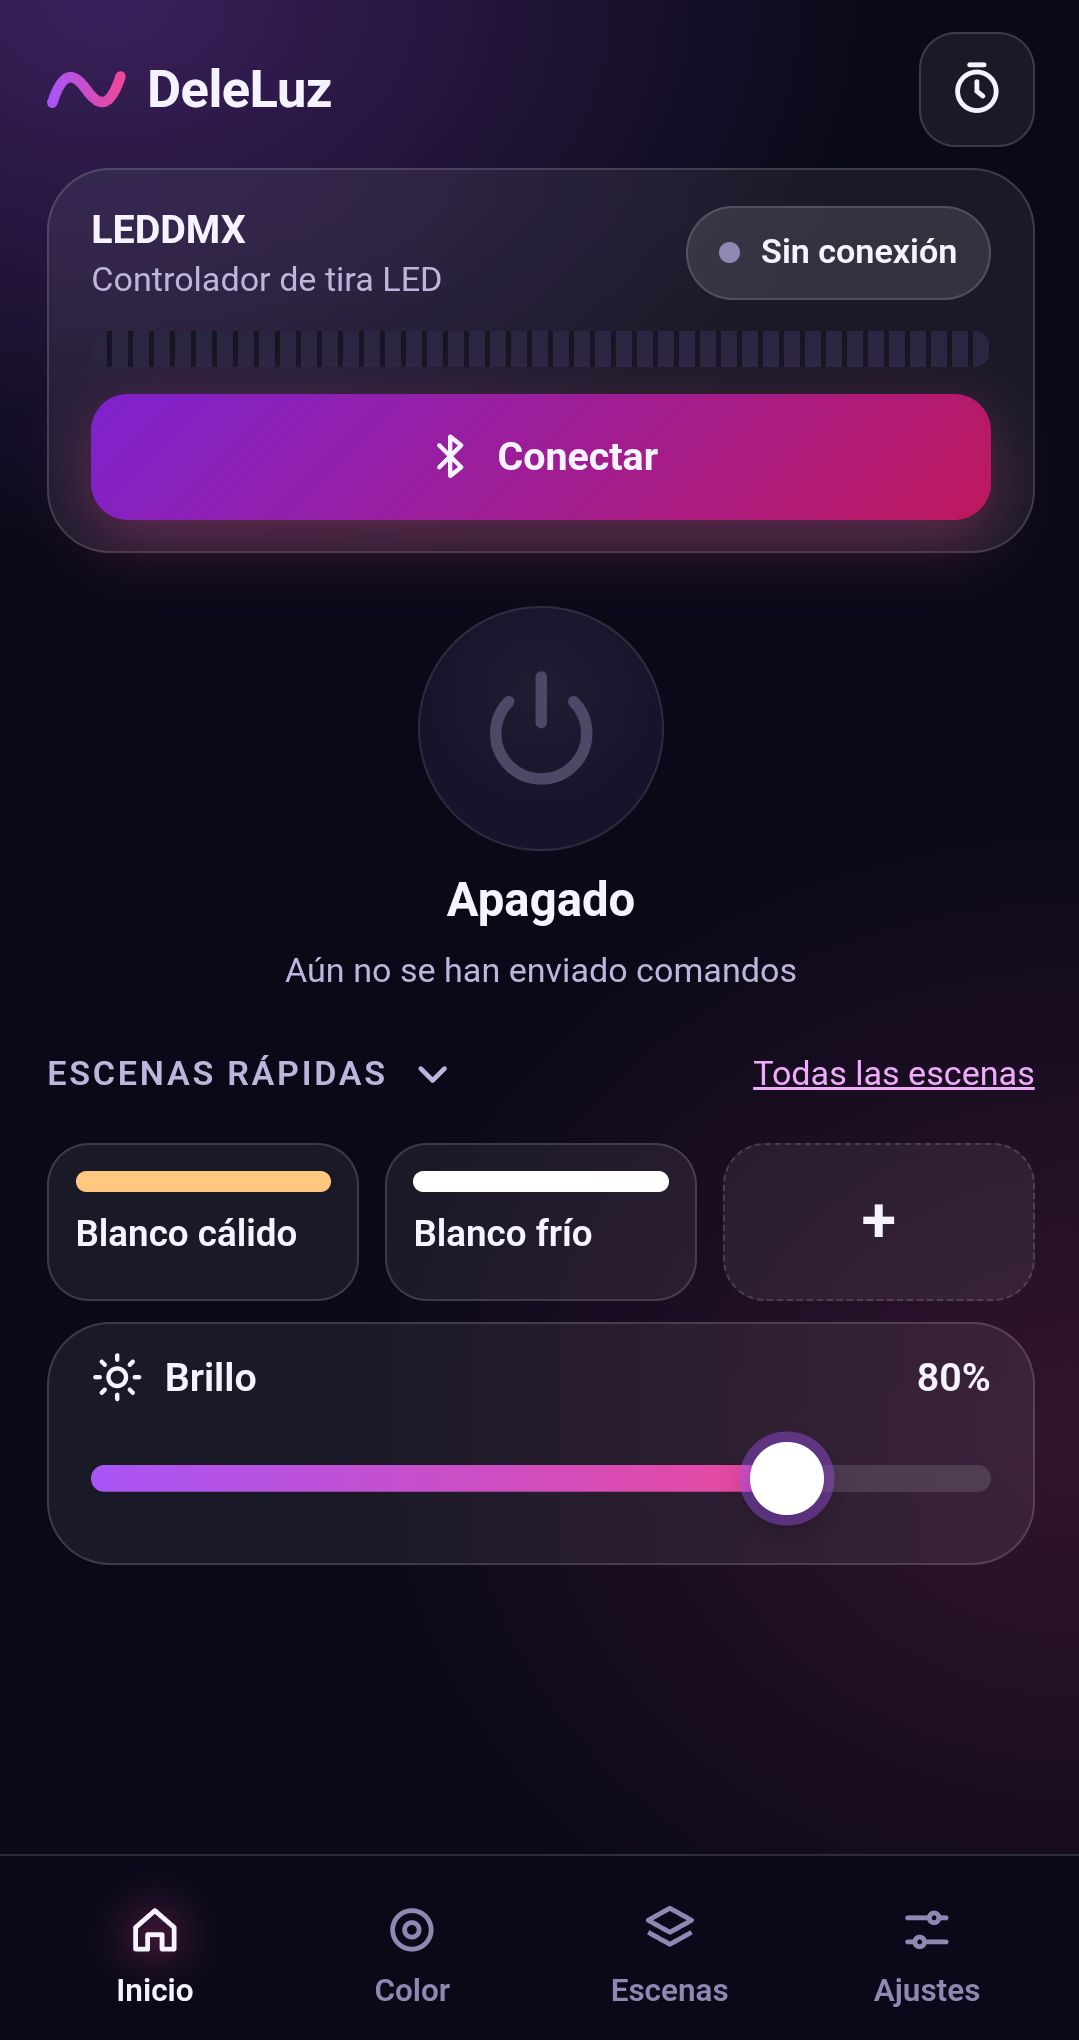 DeleLuz
LEDDMX
Controlador de tira LED
Sin conexión
Conectar
Apagado
Aún no se han enviado comandos
ESCENAS RÁPIDAS
Todas las escenas
Blanco cálido
Blanco frío
+
Brillo
80%
Inicio
Color
Escenas
Ajustes